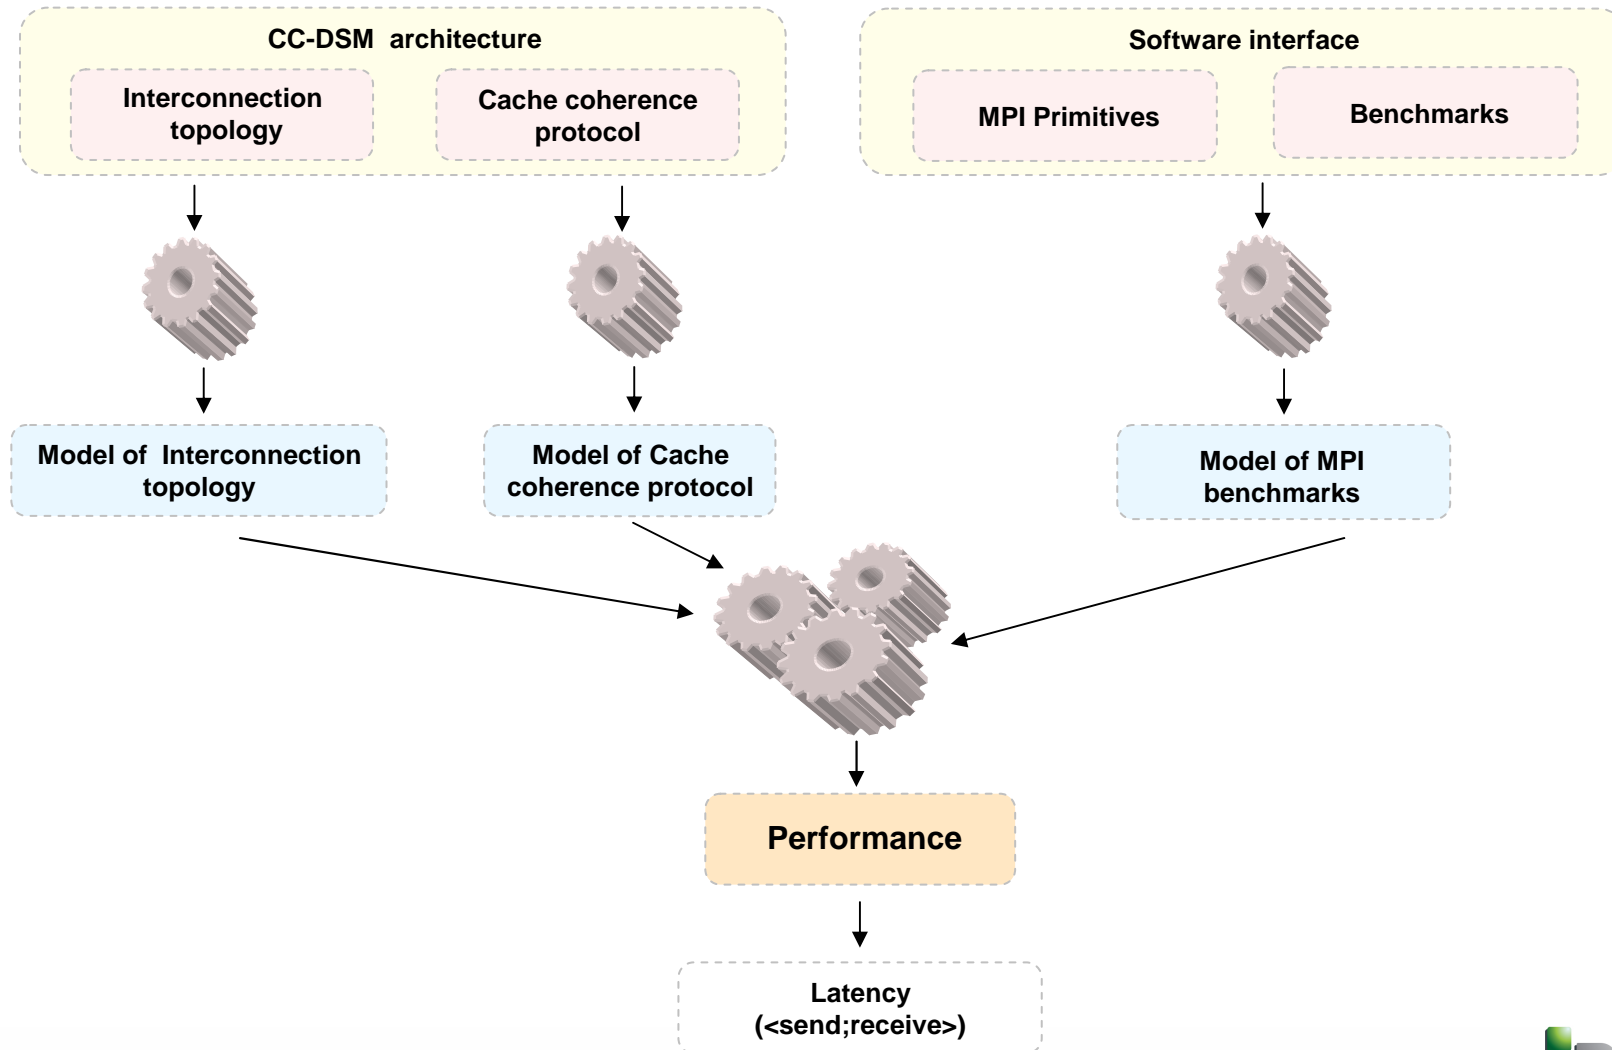 CC-DSM architecture
Software interface
Interconnection
topology
Cache coherence
protocol
MPI Primitives
Benchmarks
Model of Interconnection
topology
Model of Cache
coherence protocol
Model of MPI
benchmarks
Performance
Latency
(<send;receive>)